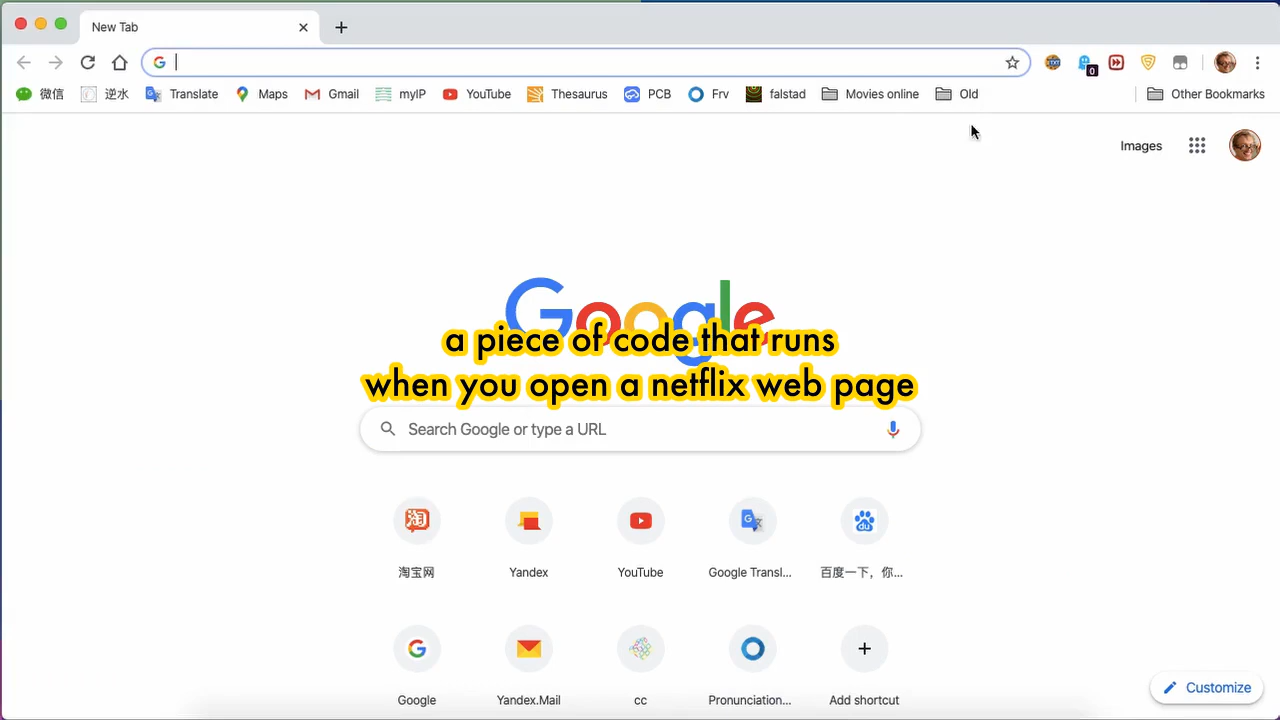 New Tab
微信
逆水
Translate
Maps
Gmail
myIP
YouTube
Thesaurus
PCB
Frv
falstad
Movies online
Old
Other Bookmarks
0
Images
Google
a piece of code that runs
when you open a netflix web page
Search Google or type a URL
淘宝网
Yandex
YouTube
Google Transl...
百度一下，你...
Google
Yandex.Mail
cc
Pronunciation...
Add shortcut
Customize